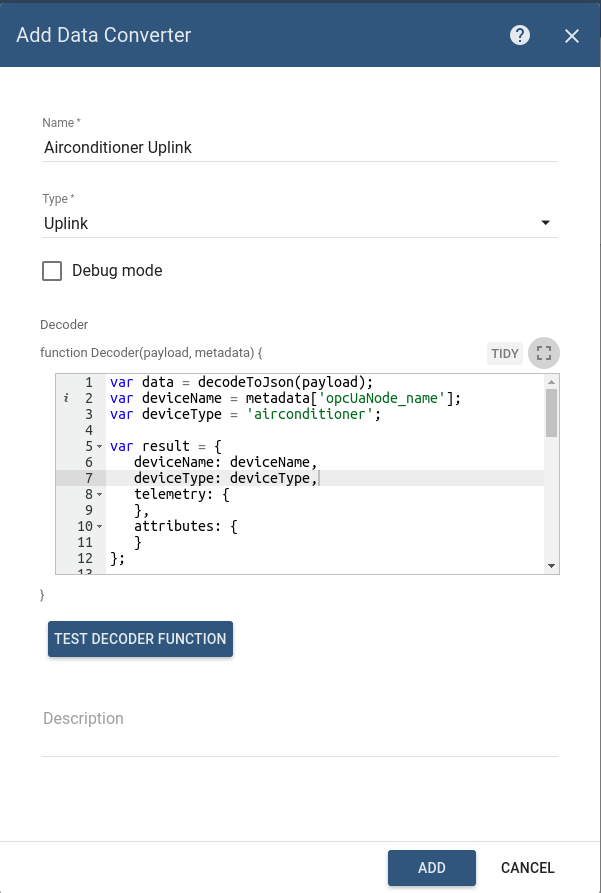 Add Data Converter ?
Name *
Airconditioner Uplink
Type *
Uplink
Debug mode
Decoder
function Decoder(payload, metadata) {
TIDY
1 var data = decodeToJson(payload);
i 2 var deviceName = metadata['opcUaNode_name'];
3 var deviceType = 'airconditioner';
4
5 var result = {
6    deviceName: deviceName,
7    deviceType: deviceType,
8    telemetry: {
9    },
10    attributes: {
11    }
12 };
13
}
TEST DECODER FUNCTION
Description
ADD CANCEL